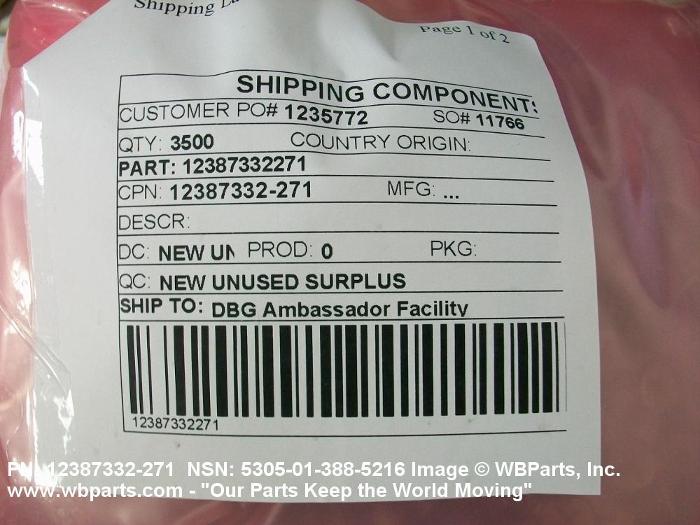 Shipping
Page 1 of 2
SHIPPING COMPONENT
CUSTOMER PO# 1235772 SO# 11766
QTY: 3500 COUNTRY ORIGIN:
PART: 12387332271
CPN: 12387332-271 MFG: ...
DESCR:
DC: NEW UN PROD: 0 PKG:
QC: NEW UNUSED SURPLUS
SHIP TO: DBG Ambassador Facility
12387332271
PN: 12387332-271 NSN: 5305-01-388-5216 Image © WBParts, Inc.
www.wbparts.com - "Our Parts Keep the World Moving"